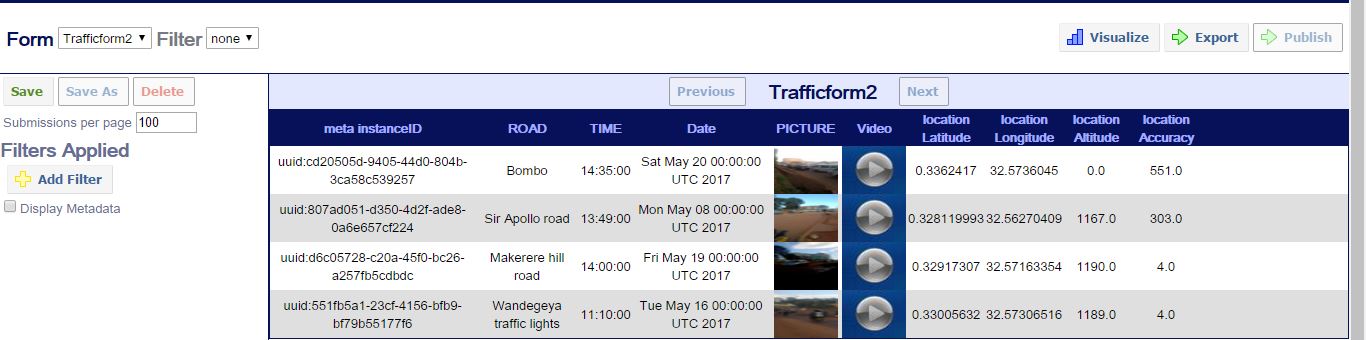 Form Trafficform2 Filter none
Visualize Export Publish
Save Save As Delete
Submissions per page 100
Filters Applied
Add Filter
Display Metadata
Previous Trafficform2 Next
meta instanceID ROAD TIME Date PICTURE Video location Latitude location Longitude location Altitude location Accuracy
uuid:cd20505d-9405-44d0-804b-
3ca58c539257
Bombo 14:35:00
Sat May 20 00:00:00
UTC 2017
0.3362417 32.5736045 0.0 551.0
uuid:807ad051-d350-4d2f-ade8-
0a6e657cf224
Sir Apollo road 13:49:00
Mon May 08 00:00:00
UTC 2017
0.328119993 32.56270409 1167.0 303.0
uuid:d6c05728-c20a-45f0-bc26-
a257fb5cdbdc
Makerere hill
road
14:00:00
Fri May 19 00:00:00
UTC 2017
0.32917307 32.57163354 1190.0 4.0
uuid:551fb5a1-23cf-4156-bfb9-
bf79b55177f6
Wandegeya
traffic lights
11:10:00
Tue May 16 00:00:00
UTC 2017
0.33005632 32.57306516 1189.0 4.0